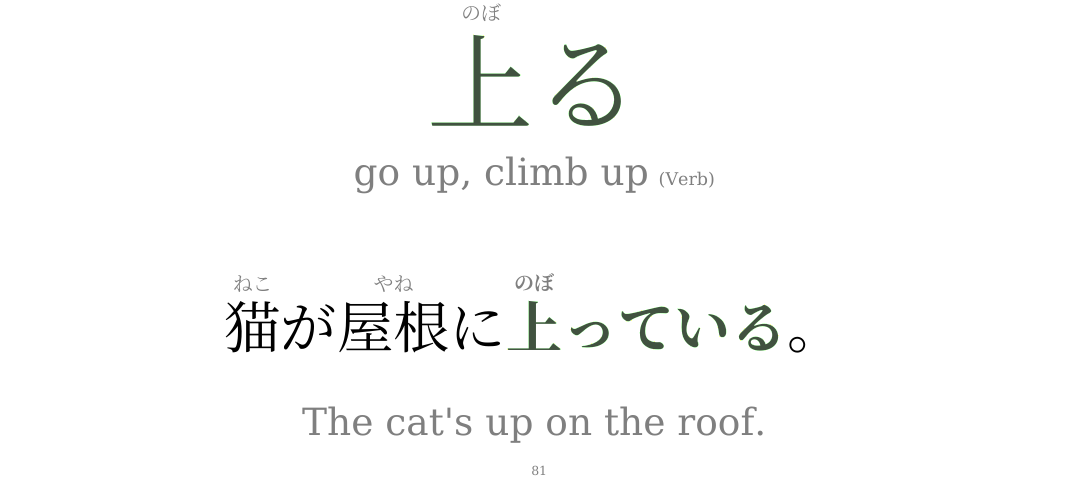 のぼ
上る
go up, climb up (Verb)
ねこ やね のぼ
猫が屋根に上っている。
The cat's up on the roof.
81